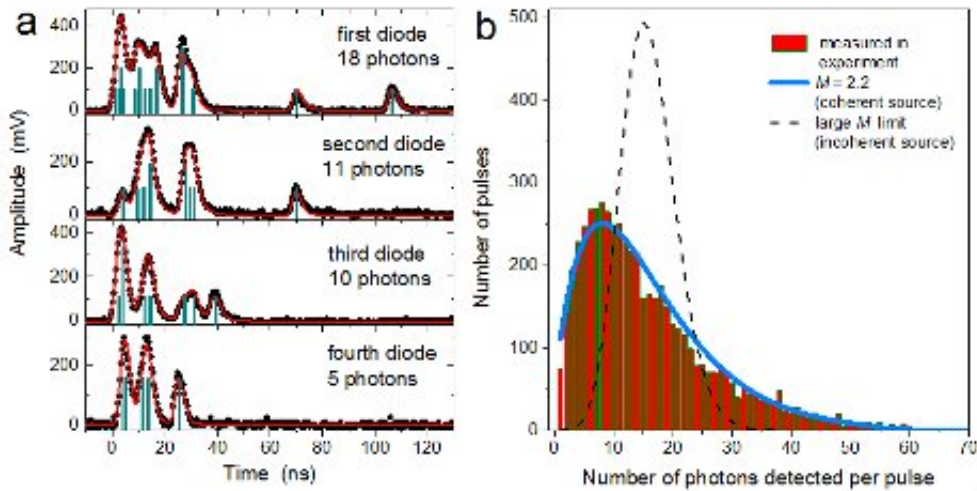 a
first diode
18 photons
second diode
11 photons
third diode
10 photons
fourth diode
5 photons
400
200
0
200
0
400
200
0
200
0
Amplitude (mV)
0 20 40 60 80 100 120
Time (ns)
b
measured in
experiment
M = 2.2
(coherent source)
large M limit
(incoherent source)
500
400
300
200
100
0
Number of pulses
0 10 20 30 40 50 60 70
Number of photons detected per pulse